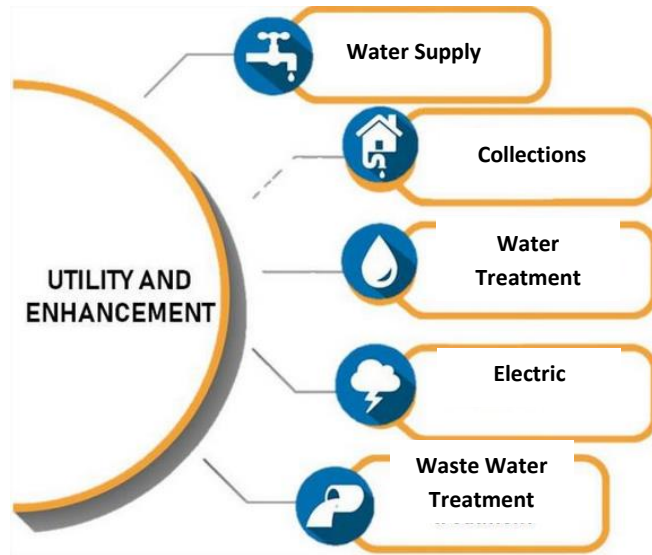 Water Supply
Collections
Water
Treatment
UTILITY AND
ENHANCEMENT
Electric
Waste Water
Treatment